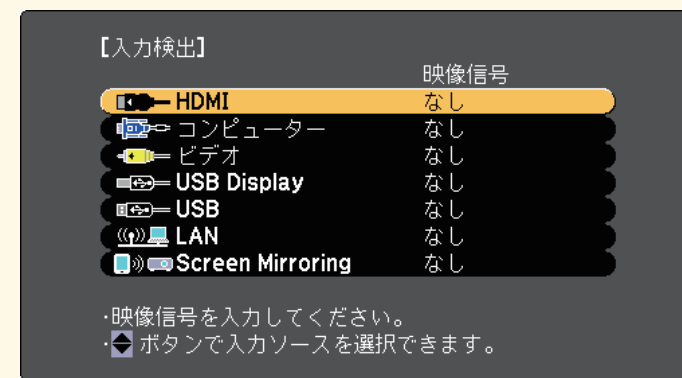 【入力検出】
映像信号
HDMI なし
コンピューター なし
ビデオ なし
USB Display なし
USB なし
LAN なし
Screen Mirroring なし
・映像信号を入力してください。
・ ボタンで入力ソースを選択できます。